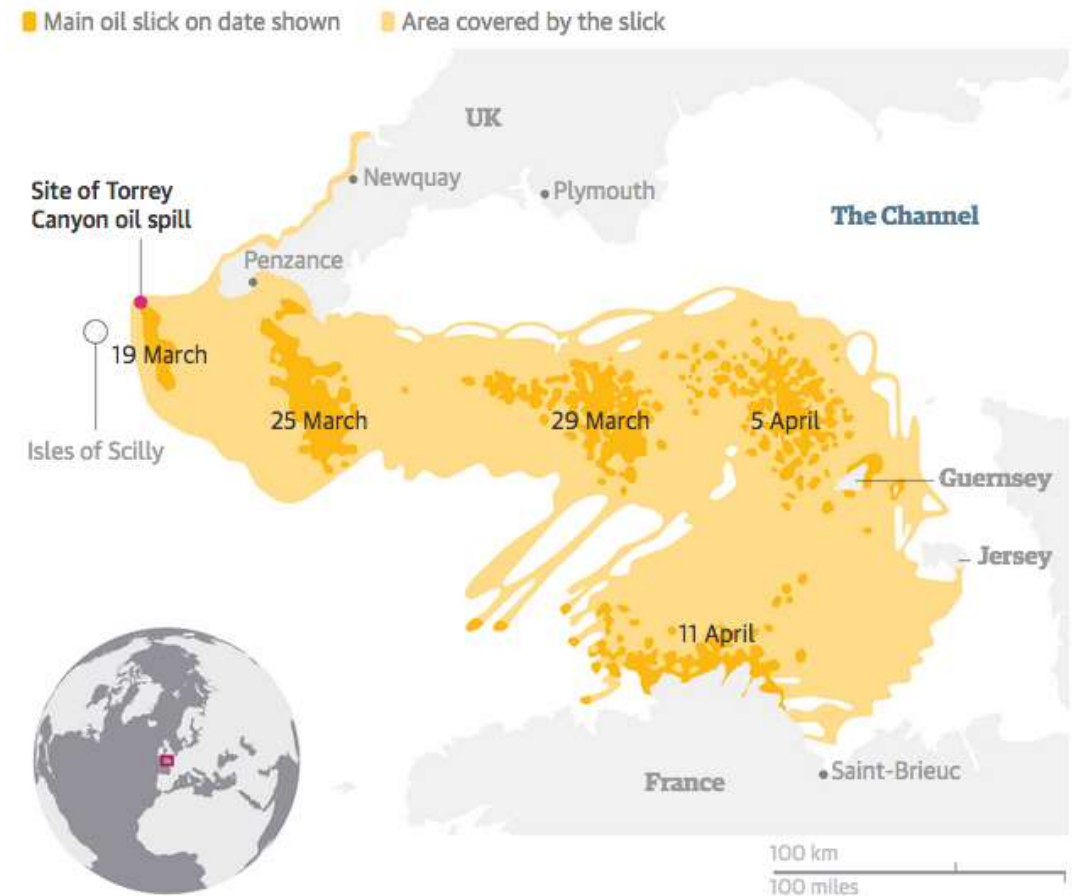 Main oil slick on date shown
Area covered by the slick
UK
Newquay
Plymouth
Site of Torrey
Canyon oil spill
The Channel
Penzance
19 March
25 March
29 March
5 April
Isles of Scilly
Guernsey
Jersey
11 April
France
Saint-Brieuc
100 km
100 miles